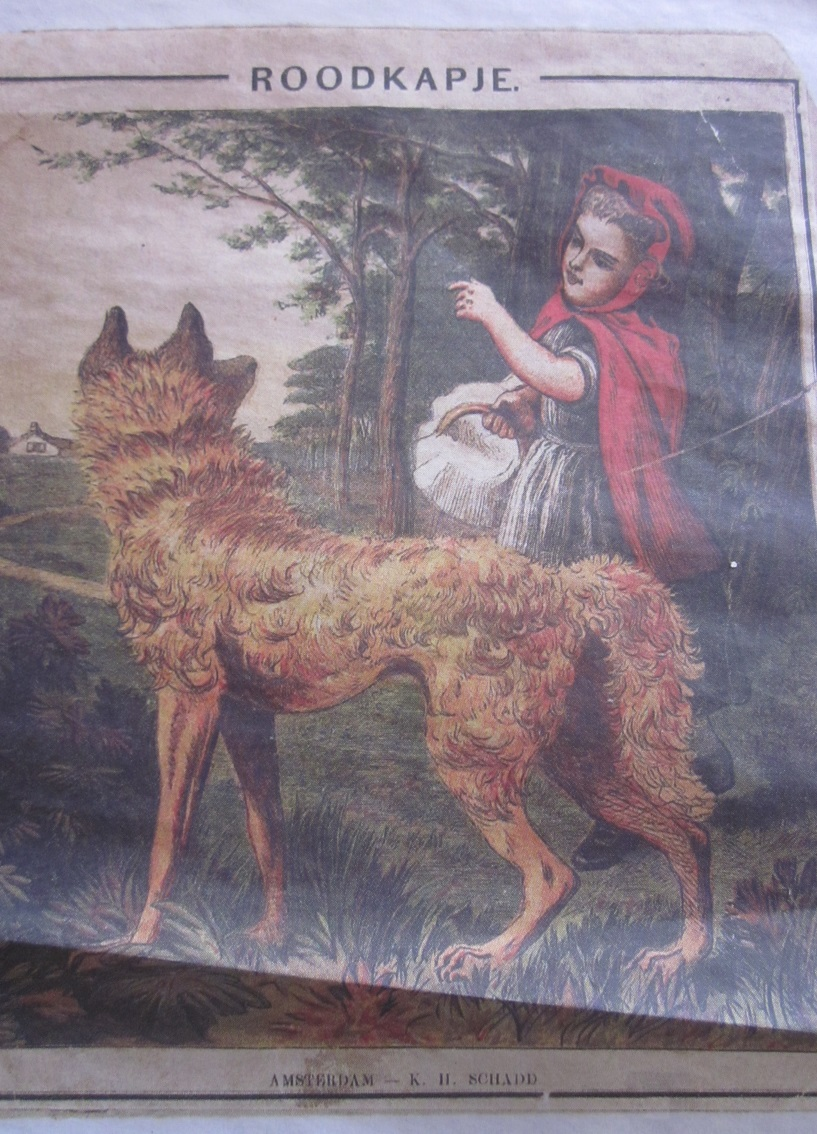 ROODKAPJE.
AMSTERDAM — K. H. SCHADD